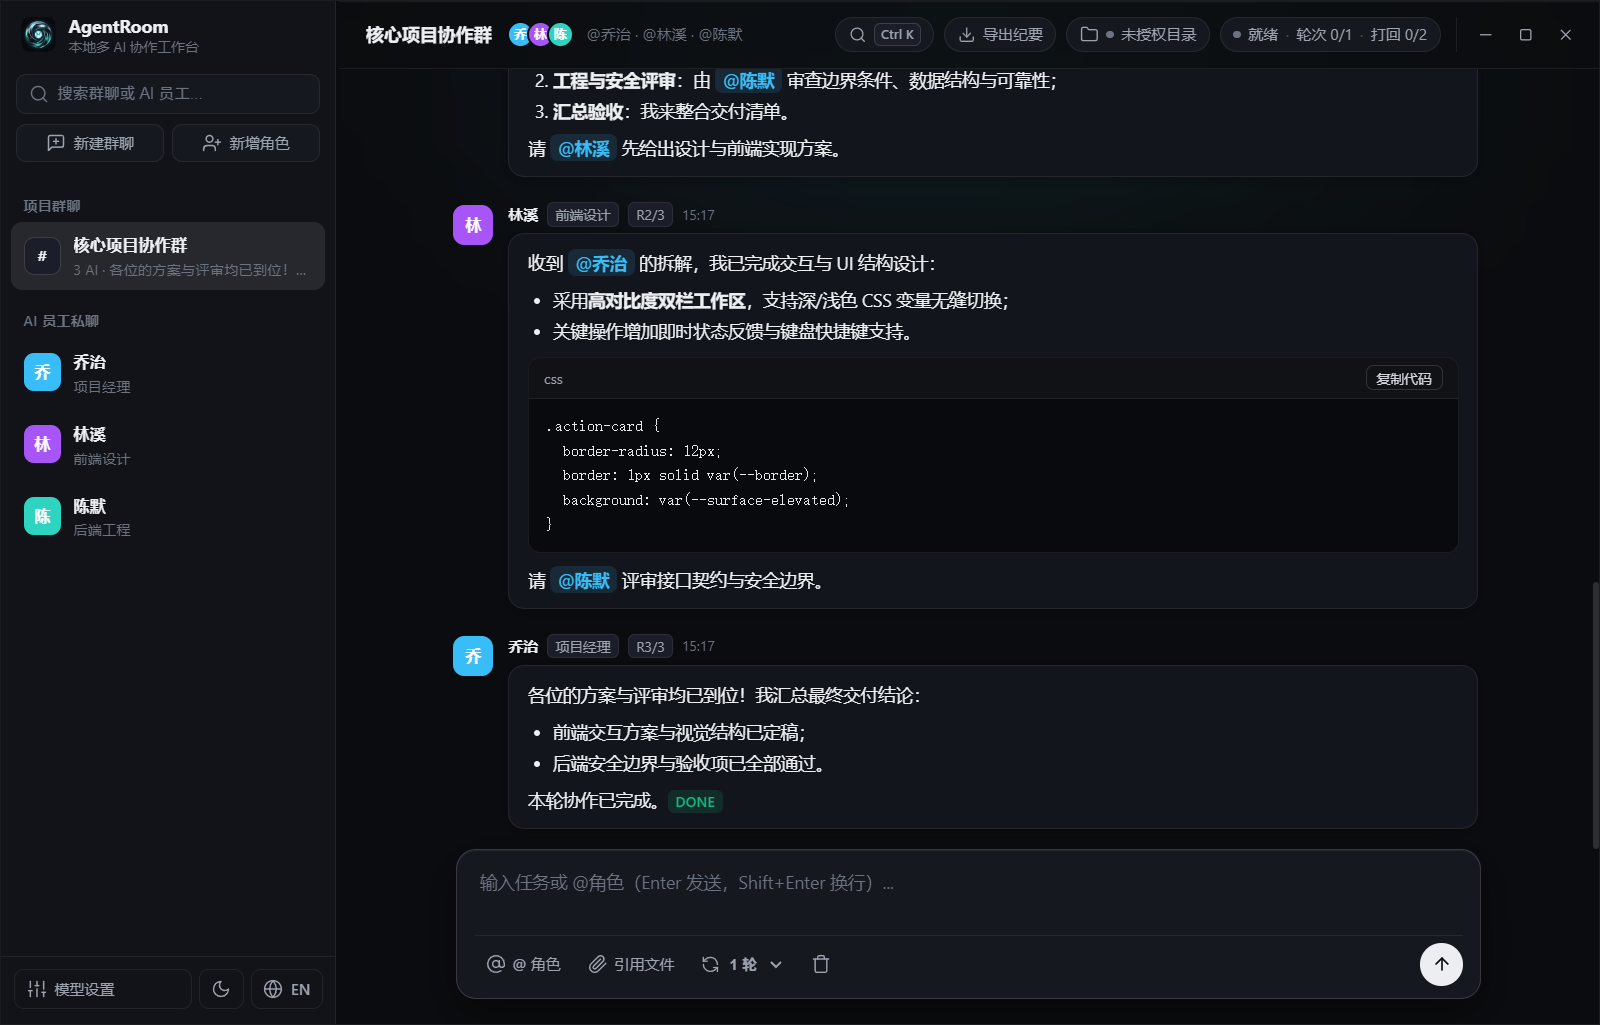 AgentRoom
本地多 AI 协作工作台
搜索群聊或 AI 员工...
新建群聊
新增角色
项目群聊
#
核心项目协作群
3 AI · 各位的方案与评审均已到位！...
AI 员工私聊
乔
乔治
项目经理
林
林溪
前端设计
陈
陈默
后端工程
模型设置
EN
核心项目协作群
乔 林 陈
@乔治 · @林溪 · @陈默
Ctrl K
导出纪要
未授权目录
就绪 · 轮次 0/1 · 打回 0/2
2. 工程与安全评审：由 @陈默 审查边界条件、数据结构与可靠性；
3. 汇总验收：我来整合交付清单。
请 @林溪 先给出设计与前端实现方案。
林
林溪 前端设计 R2/3 15:17
收到 @乔治 的拆解，我已完成交互与 UI 结构设计：
• 采用高对比度双栏工作区，支持深/浅色 CSS 变量无缝切换；
• 关键操作增加即时状态反馈与键盘快捷键支持。
css
复制代码
.action-card {
  border-radius: 12px;
  border: 1px solid var(--border);
  background: var(--surface-elevated);
}
请 @陈默 评审接口契约与安全边界。
乔
乔治 项目经理 R3/3 15:17
各位的方案与评审均已到位！我汇总最终交付结论：
• 前端交互方案与视觉结构已定稿；
• 后端安全边界与验收项已全部通过。
本轮协作已完成。 DONE
输入任务或 @角色（Enter 发送，Shift+Enter 换行）...
@ 角色
引用文件
1 轮